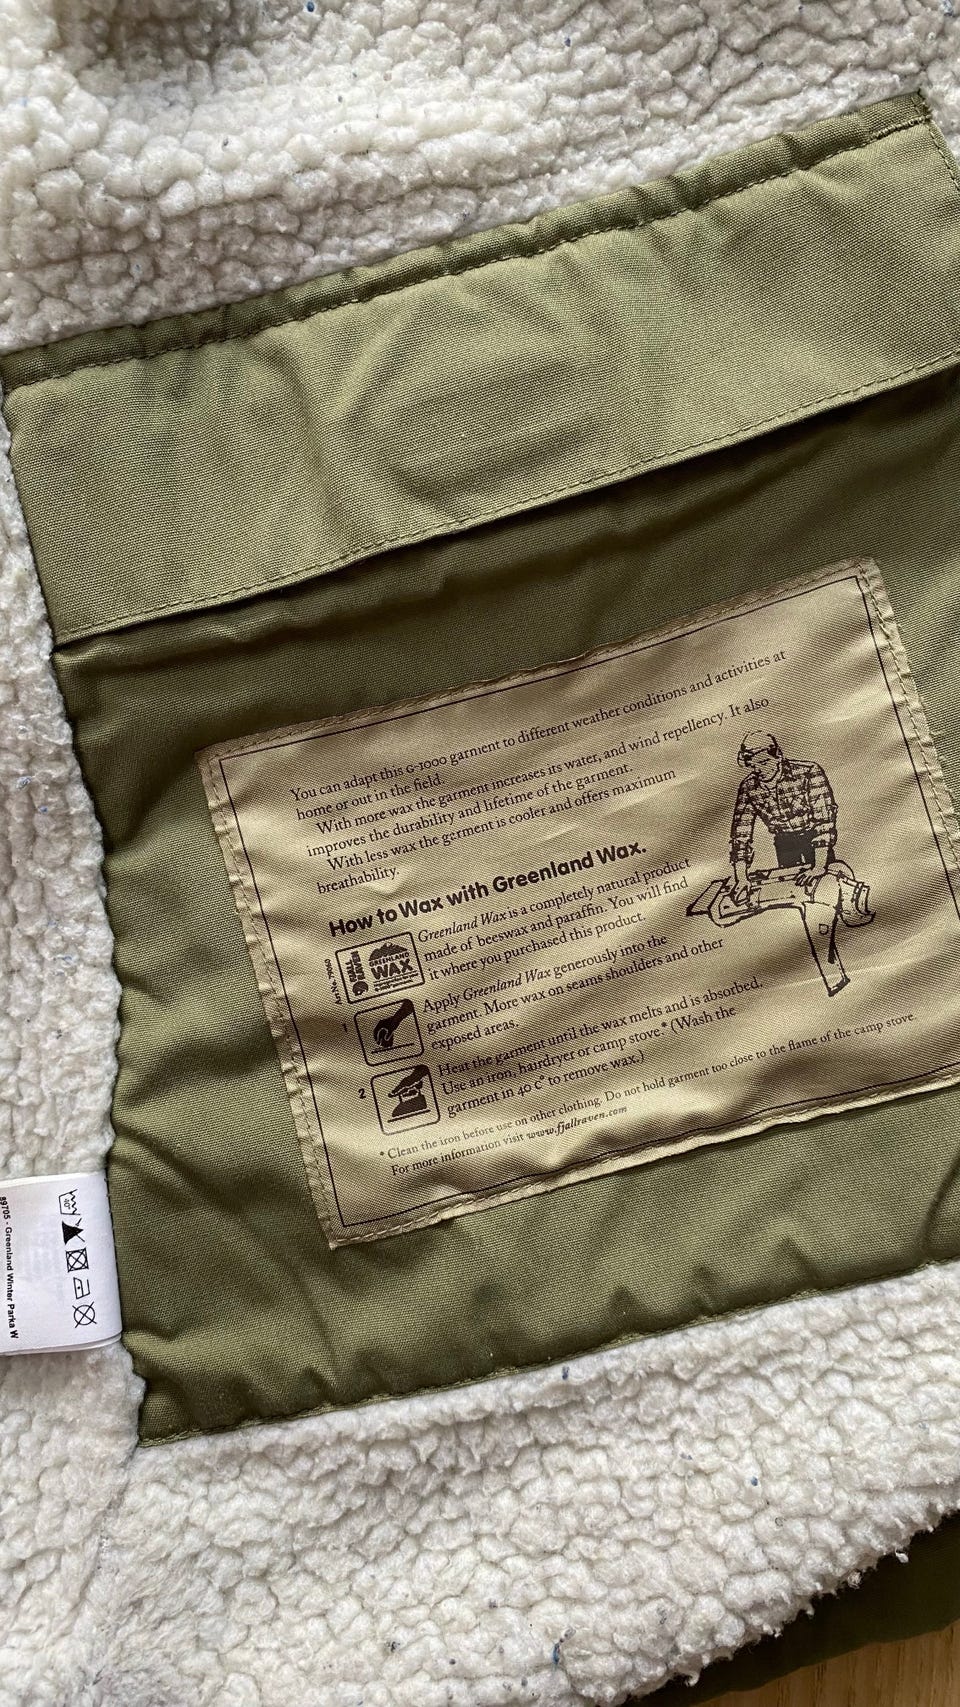 You can adapt this G-1000 garment to different weather conditions and activities at
home or out in the field.
With more wax the garment increases its water, and wind repellency. It also
improves the durability and lifetime of the garment.
With less wax the garment is cooler and offers maximum
breathability.
How to Wax with Greenland Wax.
Greenland Wax is a completely natural product
made of beeswax and paraffin. You will find
it where you purchased this product.
FJÄLL
RÄVEN
GREENLAND
WAX
1
Apply Greenland Wax generously into the
garment. More wax on seams shoulders and other
exposed areas.
2
Heat the garment until the wax melts and is absorbed.
Use an iron, hairdryer or camp stove.* (Wash the
garment in 40 c° to remove wax.)
* Clean the iron before use on other clothing. Do not hold garment too close to the flame of the camp stove.
For more information visit www.fjallraven.com
40°
89705 - Greenland Winter Parka W